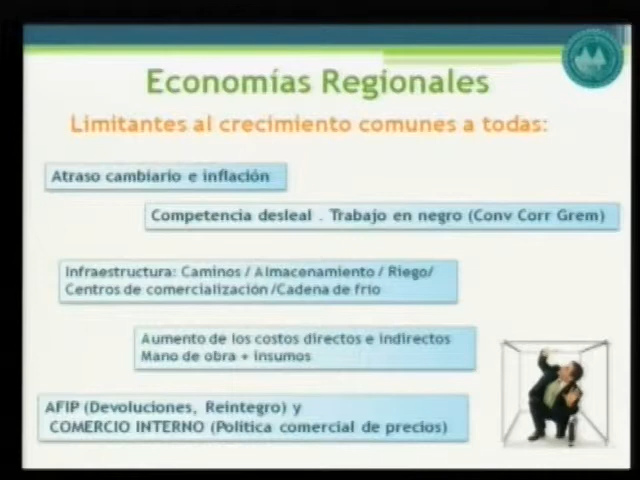 Economías Regionales
Limitantes al crecimiento comunes a todas:
Atraso cambiario e inflación
Competencia desleal . Trabajo en negro (Conv Corr Grem)
Infraestructura: Caminos / Almacenamiento / Riego/
Centros de comercialización /Cadena de frio
Aumento de los costos directos e indirectos
Mano de obra + insumos
AFIP (Devoluciones, Reintegro) y
COMERCIO INTERNO (Política comercial de precios)